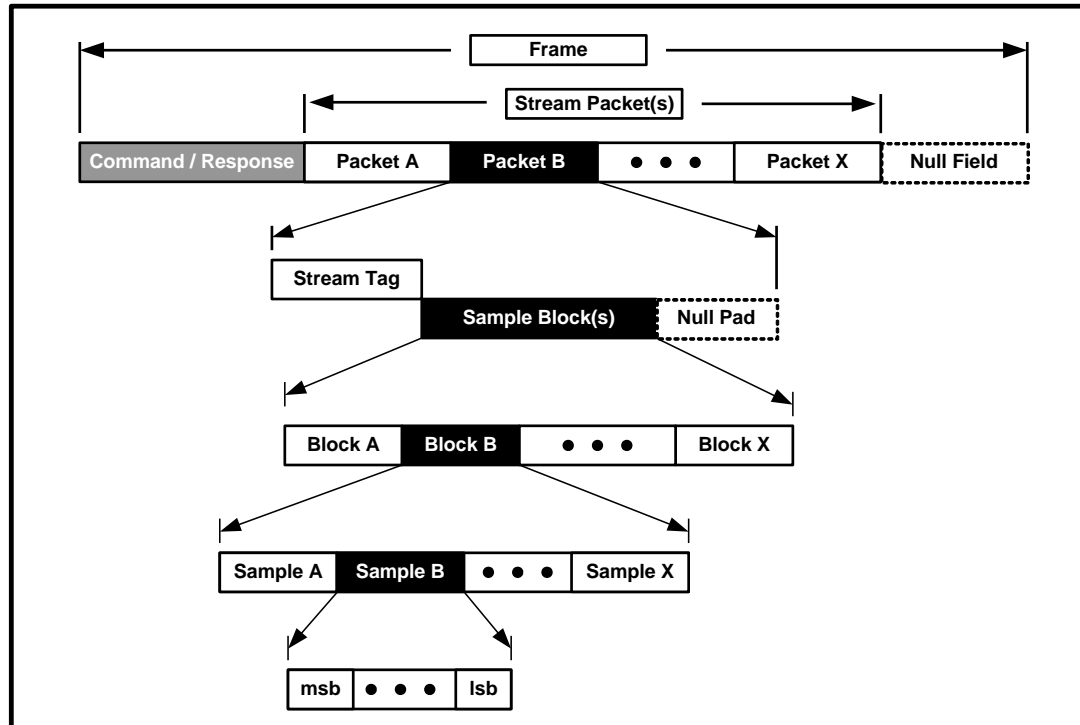 Frame
Stream Packet(s)
Command / Response Packet A Packet B • • • Packet X Null Field
Stream Tag
Sample Block(s) Null Pad
Block A Block B • • • Block X
Sample A Sample B • • • Sample X
msb • • • lsb